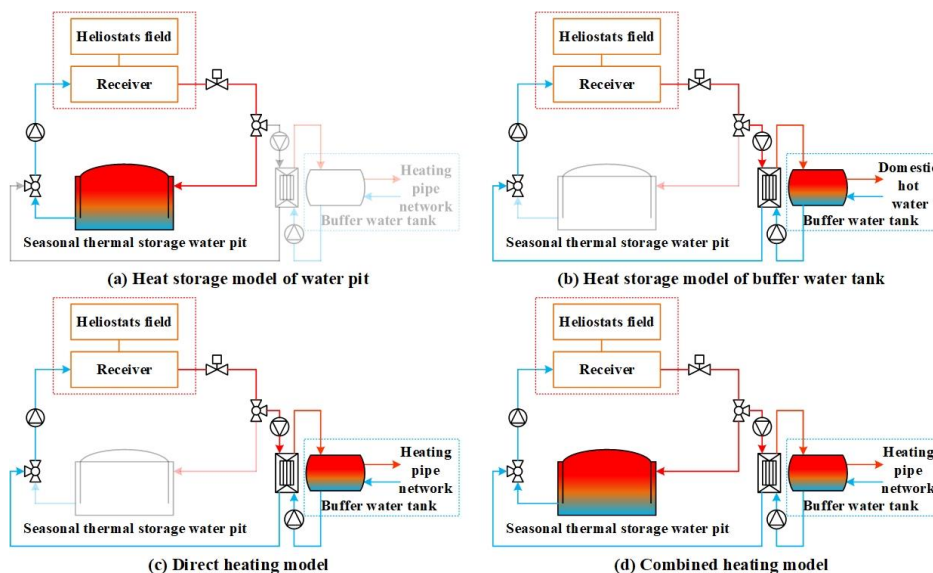 Heliostats field
Receiver
Heating
pipe
network
Buffer water tank
Seasonal thermal storage water pit
(a) Heat storage model of water pit
Heliostats field
Receiver
Domestic
hot
water
Buffer water tank
Seasonal thermal storage water pit
(b) Heat storage model of buffer water tank
Heliostats field
Receiver
Heating
pipe
network
Buffer water tank
Seasonal thermal storage water pit
(c) Direct heating model
Heliostats field
Receiver
Heating
pipe
network
Buffer water tank
Seasonal thermal storage water pit
(d) Combined heating model